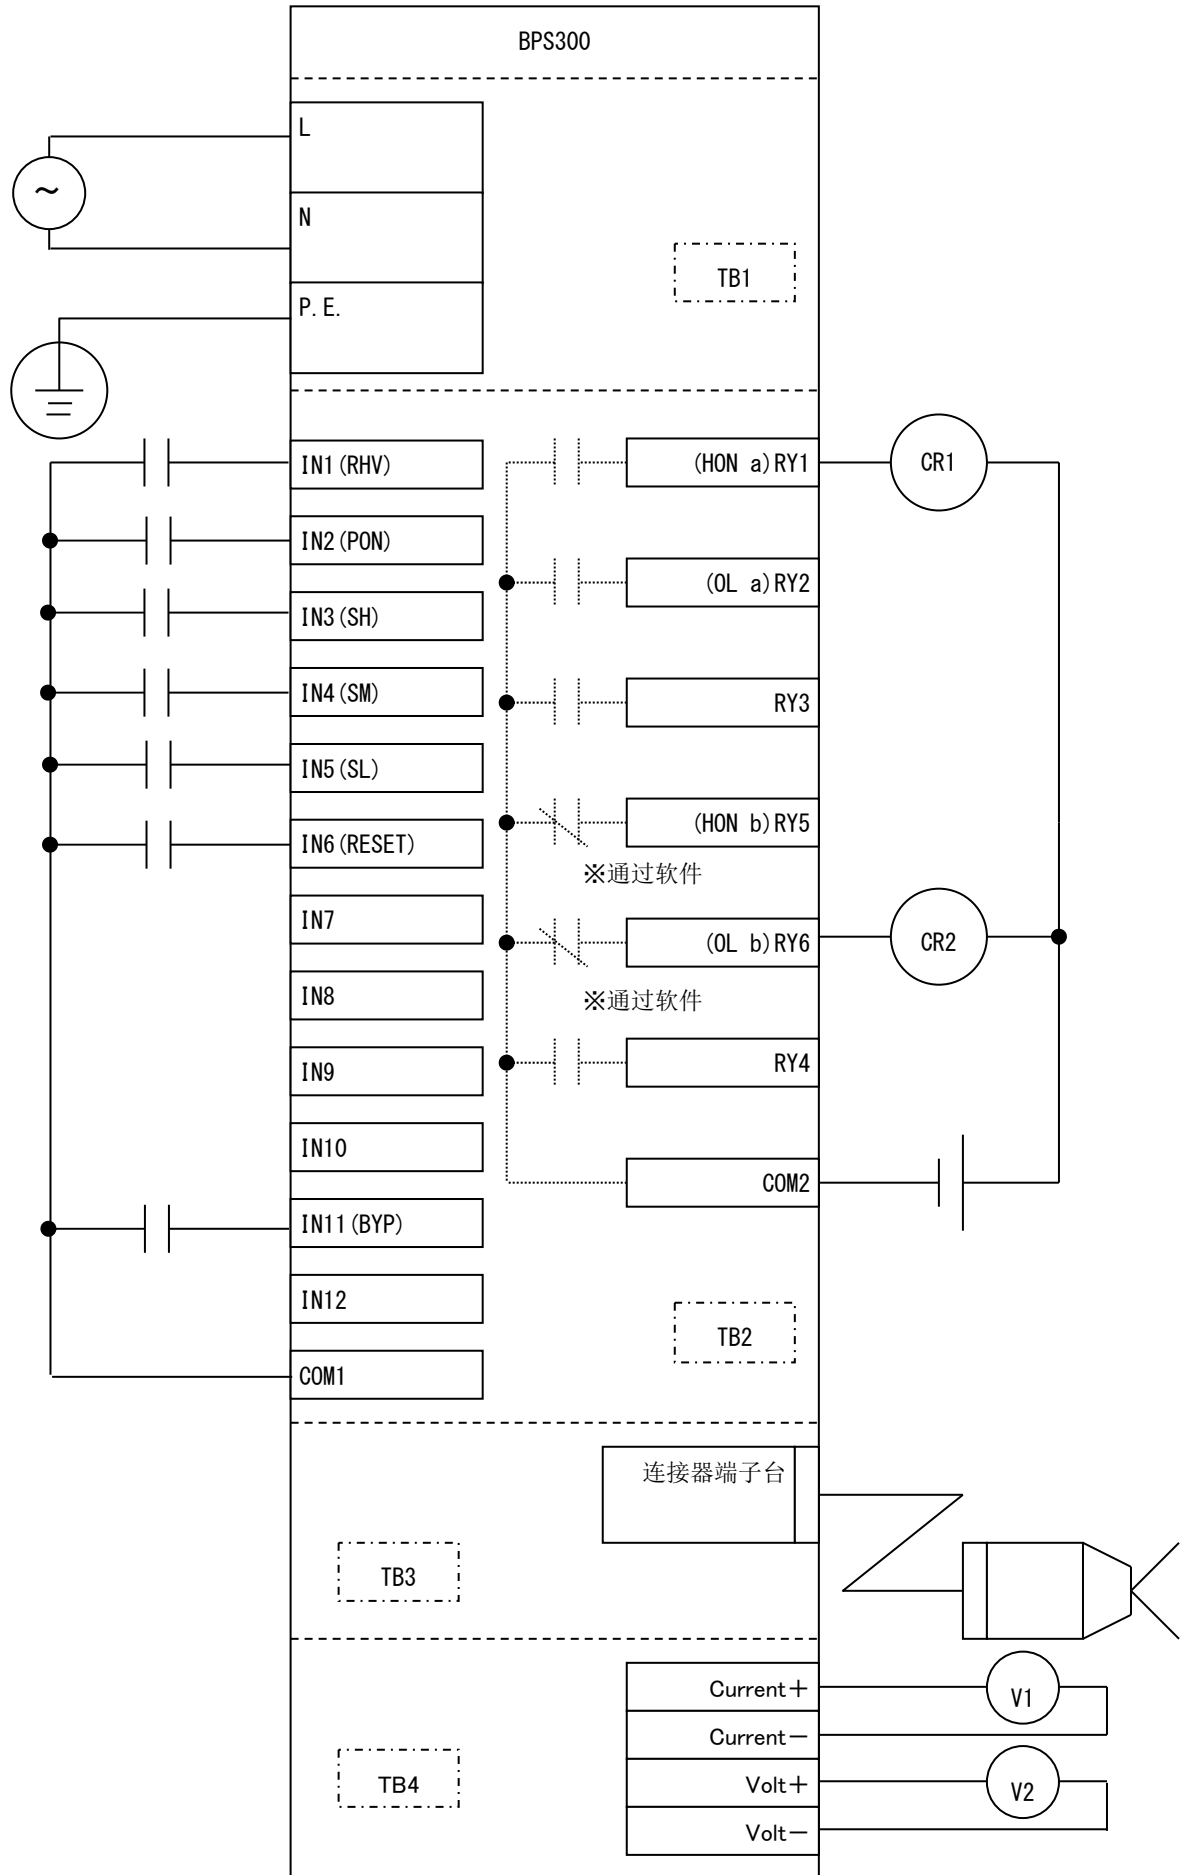 BPS300
L
~
N
TB1
P.E.
IN1(RHV)
(HON a)RY1
CR1
IN2(PON)
(OL a)RY2
IN3(SH)
IN4(SM)
RY3
IN5(SL)
(HON b)RY5
IN6(RESET)
※通过软件
IN7
(OL b)RY6
CR2
IN8
※通过软件
IN9
RY4
IN10
COM2
IN11(BYP)
IN12
TB2
COM1
连接器端子台
TB3
Current+
V1
Current−
TB4
Volt+
V2
Volt−